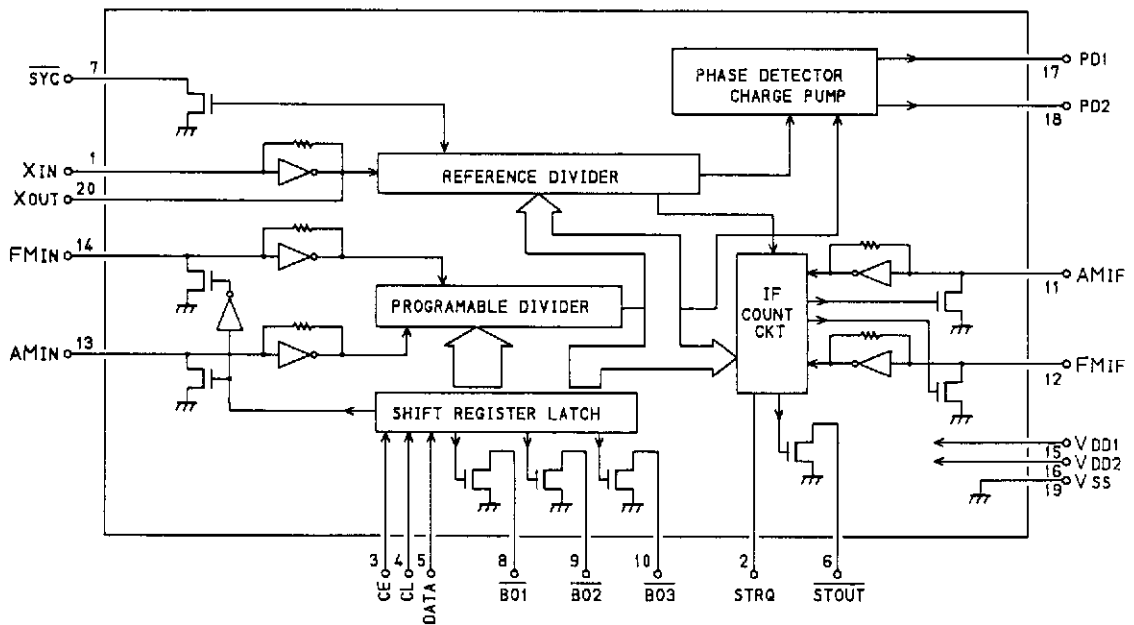 7
SYC
1
XIN
20
XOUT
14
FMIN
13
AMIN
PHASE DETECTOR
CHARGE PUMP
PD1
17
PD2
18
REFERENCE DIVIDER
PROGRAMABLE DIVIDER
SHIFT REGISTER LATCH
IF
COUNT
CKT
AMIF
11
FMIF
12
VDD1
15
VDD2
16
VSS
19
3
CE
4
CL
5
DATA
8
BO1
9
BO2
10
BO3
2
STRQ
6
STOUT